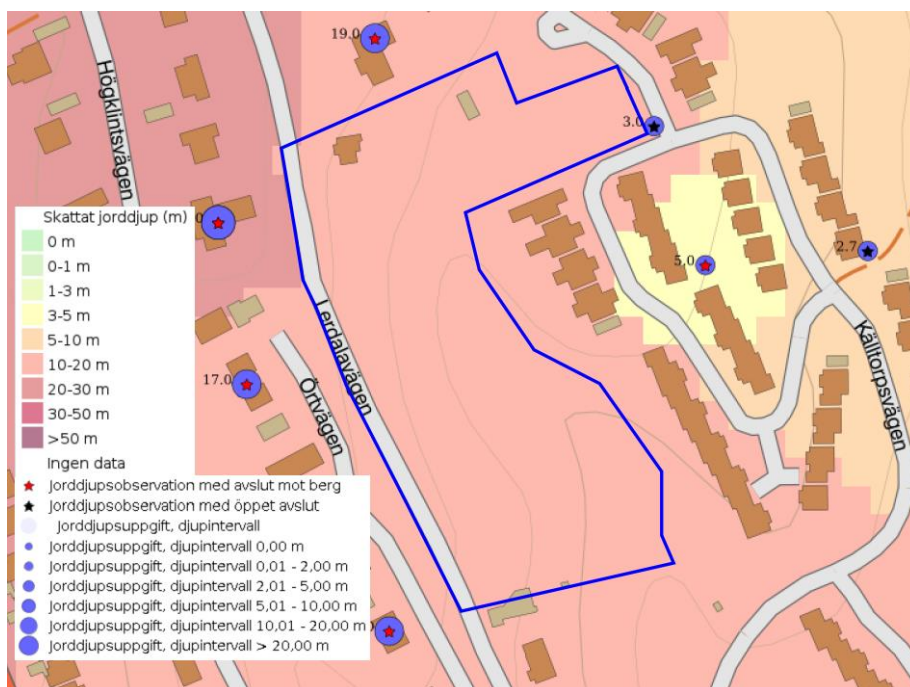 19.0
Högklintsvägen
3.0
0
Skattat jorddjup (m)
0 m
0-1 m
1-3 m
3-5 m
5-10 m
10-20 m
20-30 m
30-50 m
>50 m
Ingen data
Jorddjupsobservation med avslut mot berg
Jorddjupsobservation med öppet avslut
Jorddjupsuppgift, djupintervall
Jorddjupsuppgift, djupintervall 0,00 m
Jorddjupsuppgift, djupintervall 0,01 - 2,00 m
Jorddjupsuppgift, djupintervall 2,01 - 5,00 m
Jorddjupsuppgift, djupintervall 5,01 - 10,00 m
Jorddjupsuppgift, djupintervall 10,01 - 20,00 m
Jorddjupsuppgift, djupintervall > 20,00 m
2.7
5,0
Lerdalavägen
17.0
Örtvägen
Källtorpsvägen